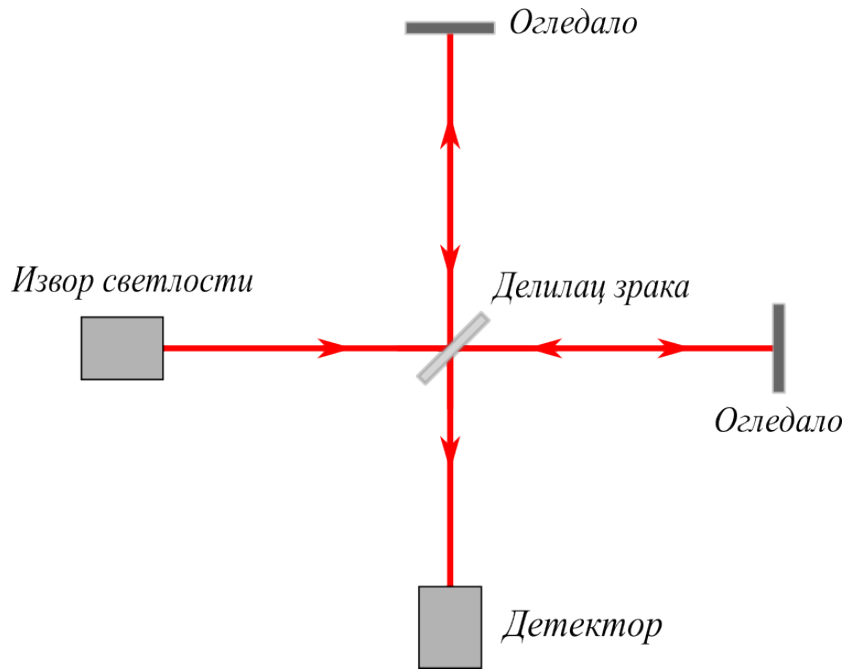 Огледало
Извор светлости
Делилац зрака
Огледало
Детектор